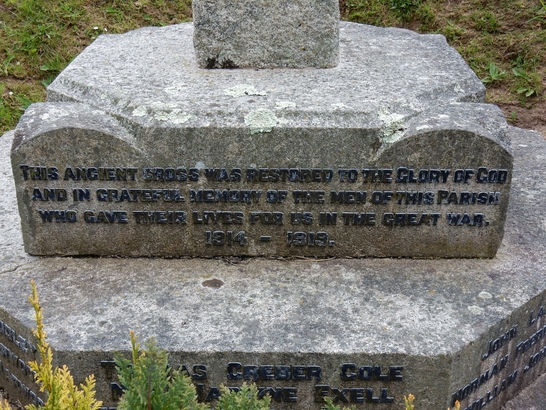 THIS ANCIENT CROSS WAS RESTORED TO THE GLORY OF GOD
AND IN GRATEFUL MEMORY OF THE MEN OF THIS PARISH
WHO GAVE THEIR LIVES FOR US IN THE GREAT WAR.
1914 - 1919.
CREBER COLE
EXELL
JOHN